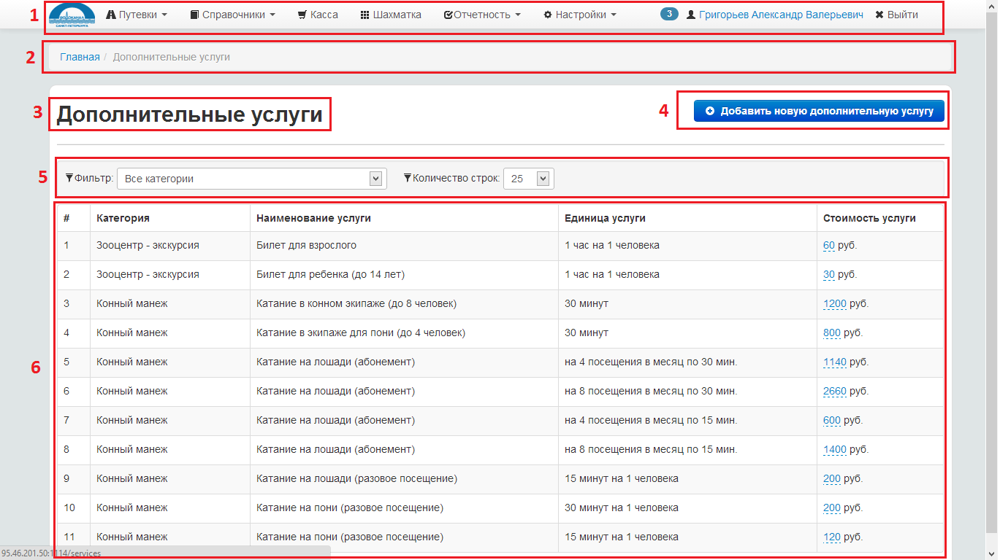 1 ВОДОКАНАЛ САНКТ-ПЕТЕРБУРГА Путевки Справочники Касса Шахматка Отчетность Настройки 3 Григорьев Александр Валерьевич Выйти
2 Главная / Дополнительные услуги
3 Дополнительные услуги 4 Добавить новую дополнительную услугу
5 Фильтр: Все категории Количество строк: 25
# Категория Наименование услуги Единица услуги Стоимость услуги
1 Зооцентр - экскурсия Билет для взрослого 1 час на 1 человека 60 руб.
2 Зооцентр - экскурсия Билет для ребенка (до 14 лет) 1 час на 1 человека 30 руб.
3 Конный манеж Катание в конном экипаже (до 8 человек) 30 минут 1200 руб.
4 Конный манеж Катание в экипаже для пони (до 4 человек) 30 минут 800 руб.
5 Конный манеж Катание на лошади (абонемент) на 4 посещения в месяц по 30 мин. 1140 руб.
6
6 Конный манеж Катание на лошади (абонемент) на 8 посещения в месяц по 30 мин. 2660 руб.
7 Конный манеж Катание на лошади (абонемент) на 4 посещения в месяц по 15 мин. 600 руб.
8 Конный манеж Катание на лошади (абонемент) на 8 посещения в месяц по 15 мин. 1400 руб.
9 Конный манеж Катание на лошади (разовое посещение) 15 минут на 1 человека 200 руб.
10 Конный манеж Катание на пони (разовое посещение) 30 минут на 1 человека 200 руб.
11 Конный манеж Катание на пони (разовое посещение) 15 минут на 1 человека 120 руб.
95.46.201.50:1114/services